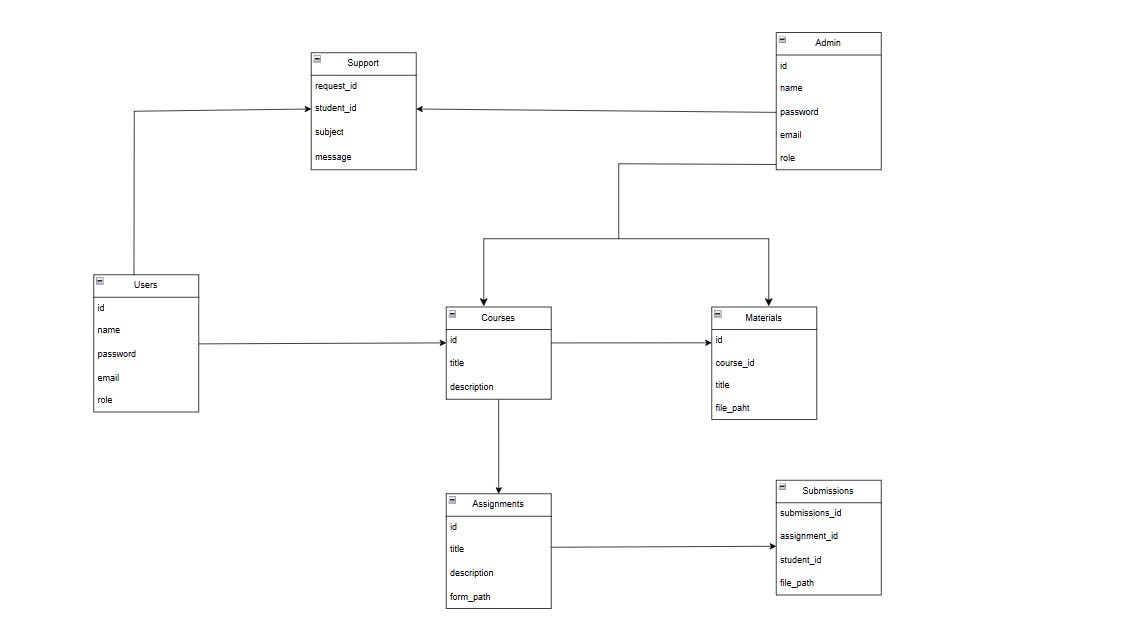 Support
request_id
student_id
subject
message
Admin
id
name
password
email
role
Users
id
name
password
email
role
Courses
id
title
description
Materials
id
course_id
title
file_paht
Assignments
id
title
description
form_path
Submissions
submissions_id
assignment_id
student_id
file_path